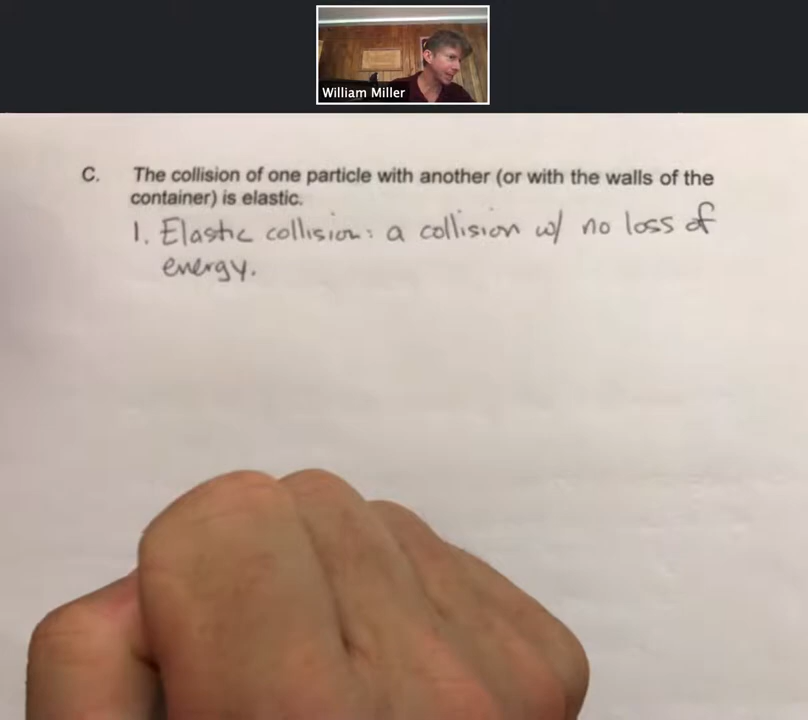 William Miller
C. The collision of one particle with another (or with the walls of the
container) is elastic.
1. Elastic collision: a collision w/ no loss of
energy.